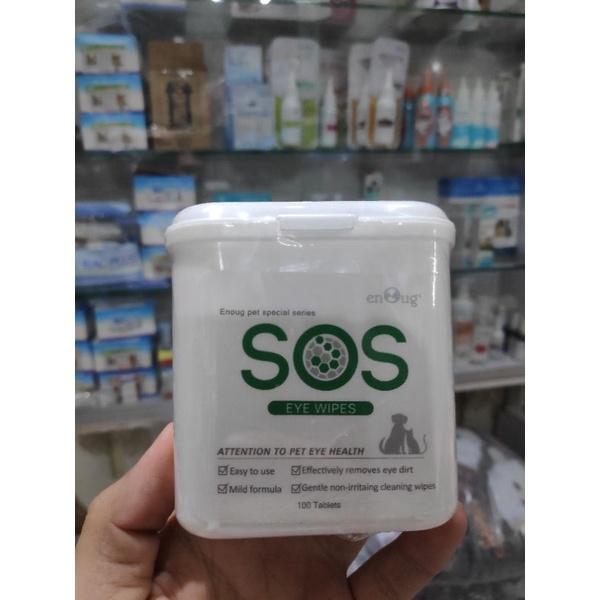 enoug
Enoug pet special series
SOS
EYE WIPES
ATTENTION TO PET EYE HEALTH
Easy to use
Effectively removes eye dirt
Mild formula
Gentle non-irritaing cleaning wipes
100 Tablets